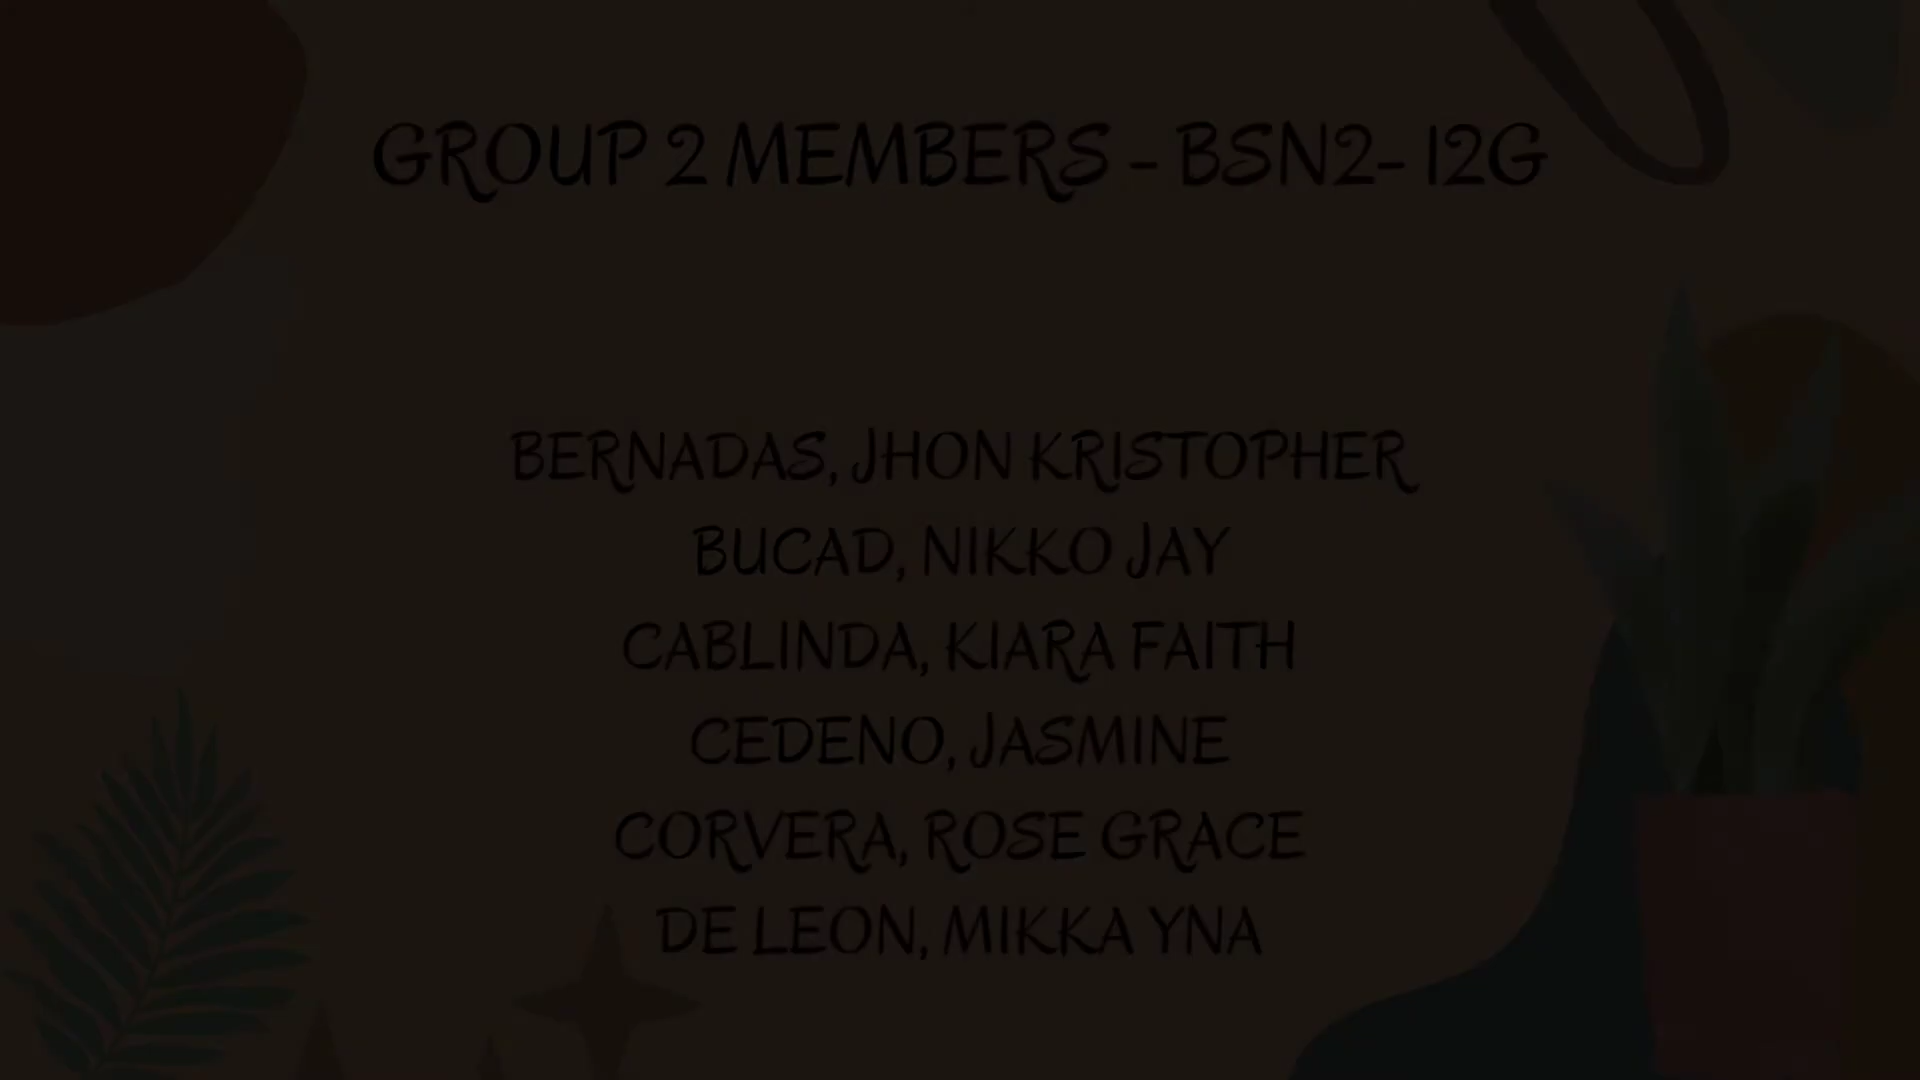 GROUP 2 MEMBERS - BSN2- 12G
BERNADAS, JHON KRISTOPHER
BUCAD, NIKKO JAY
CABLINDA, KIARA FAITH
CEDENO, JASMINE
CORVERA, ROSE GRACE
DE LEON, MIKKA YNA